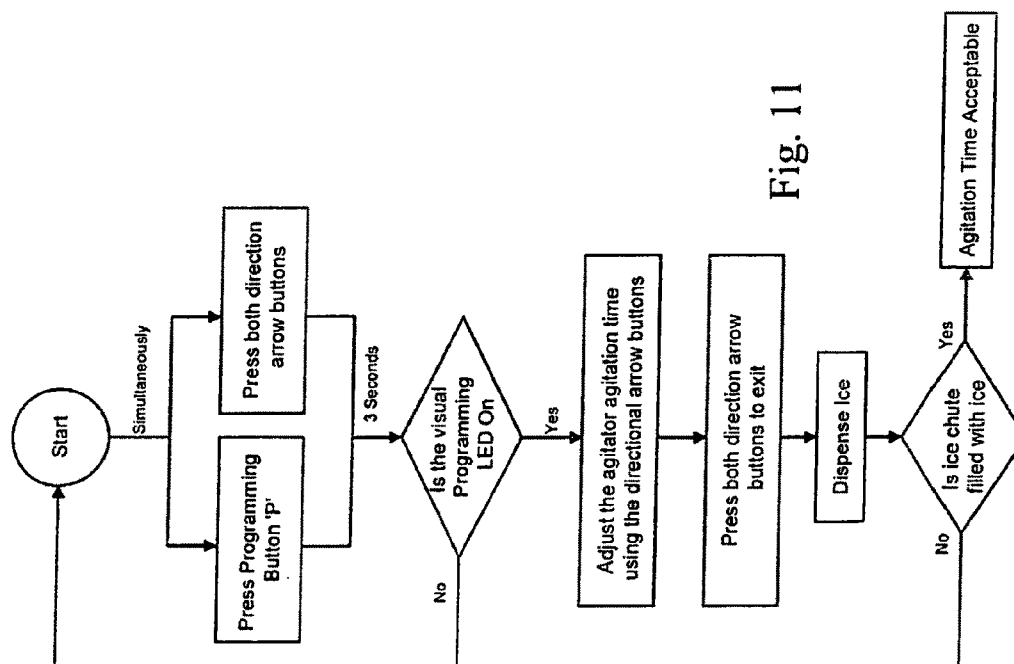 Start
Simultaneously
Press Programming
Button 'P'
Press both direction
arrow buttons
3 Seconds
Is the visual
Programming
LED On
No
Yes
Adjust the agitator agitation time
using the directional arrow buttons
Press both direction arrow
buttons to exit
Dispense Ice
Is ice chute
filled with ice
No
Yes
Agitation Time Acceptable
Fig. 11